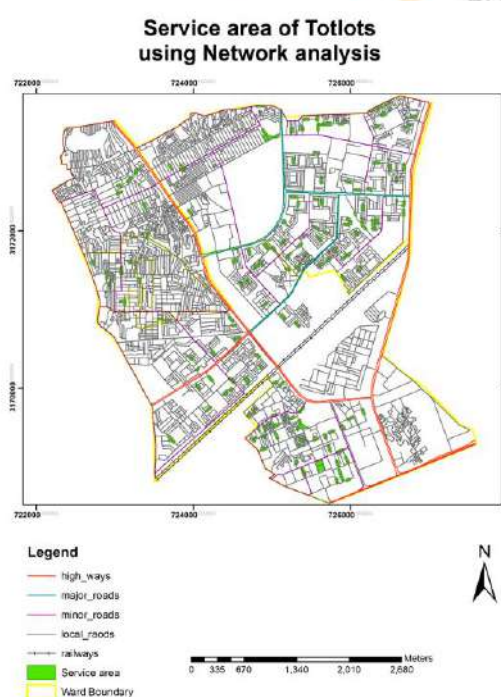 Service area of Totlots
using Network analysis
722000 724000 726000
3172000
3170000
722000 724000 726000
Legend
high_ways
major_roads
minor_roads
local_raods
railways
Service area
Ward Boundary
N
Meters
0 335 670 1,340 2,010 2,680